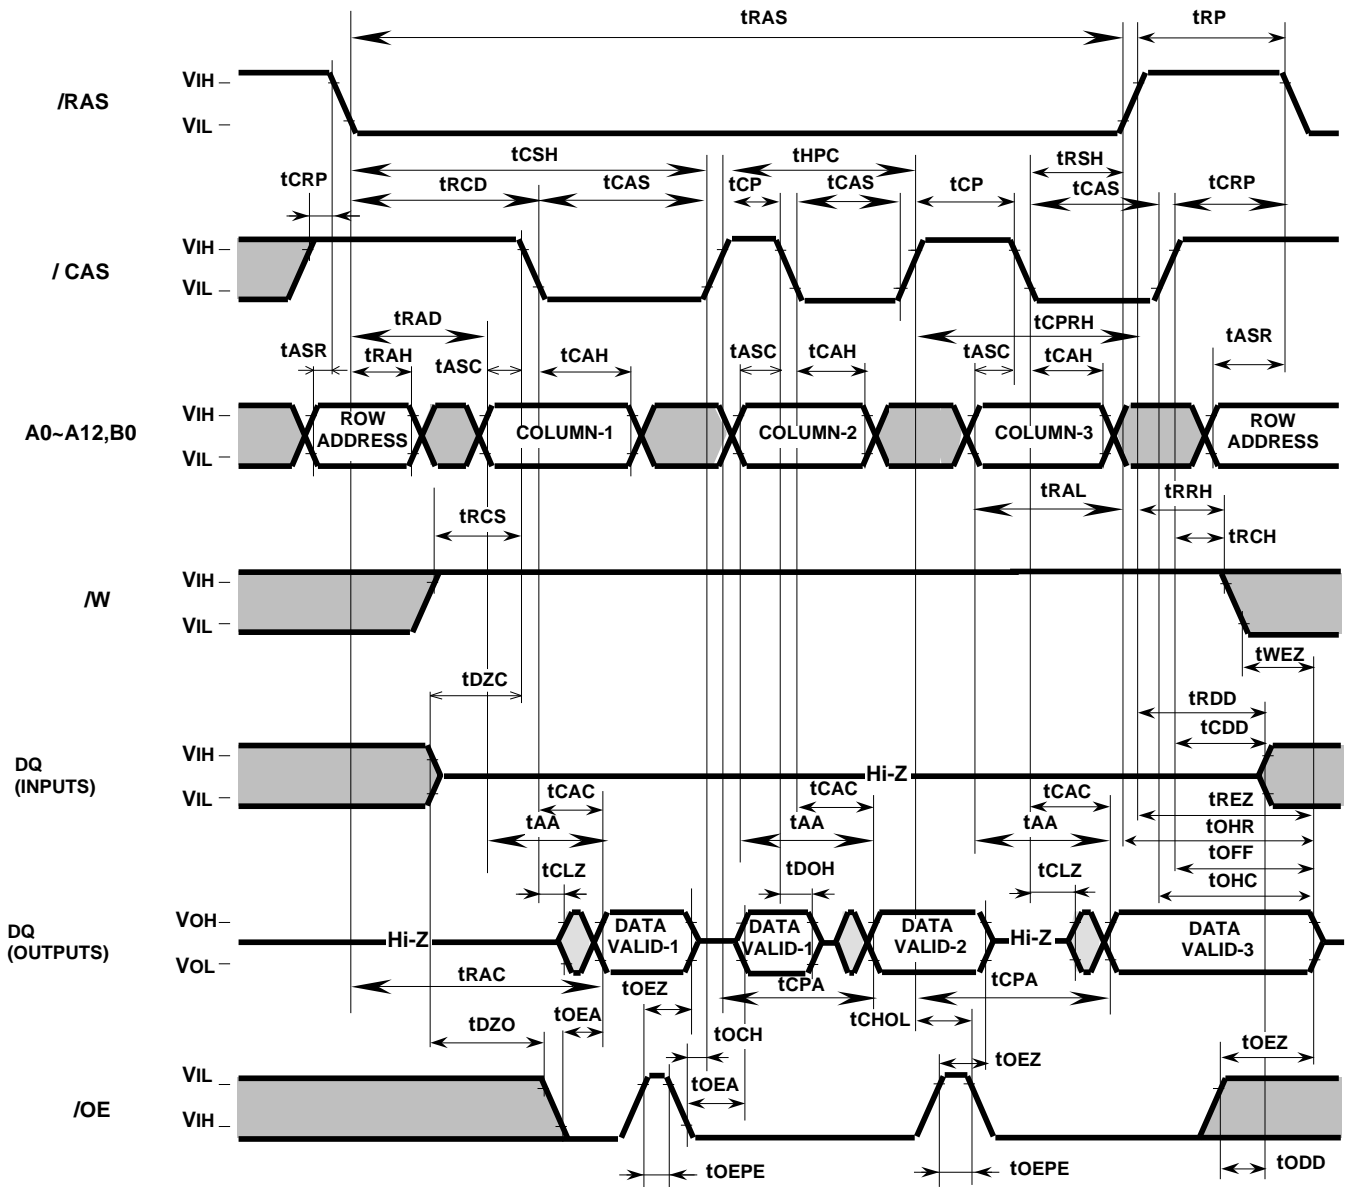 tRAS tRP
VIH
/RAS
VIL
tCSH tHPC tRSH
tCRP tRCD tCAS tCP tCAS tCP tCAS tCRP
VIH
/ CAS
VIL
tRAD tCPRH
tASR tRAH tASC tCAH tASC tCAH tASC tCAH tASR
VIH
A0~A12,B0 ROW ADDRESS COLUMN-1 COLUMN-2 COLUMN-3 ROW ADDRESS
VIL
tRAL tRRH
tRCS tRCH
VIH
/W
VIL
tWEZ
tDZC tRDD
tCDD
VIH
DQ
(INPUTS) Hi-Z
VIL
tCAC tCAC tCAC tREZ
tAA tAA tAA tOHR
tCLZ tDOH tCLZ tOFF
tOHC
VOH
DQ
(OUTPUTS) Hi-Z DATA VALID-1 DATA VALID-1 DATA VALID-2 Hi-Z DATA VALID-3
VOL
tRAC tOEZ tCPA tCPA
tDZO tOEA tOCH tCHOL tOEZ tOEZ
VIL
tOEA
/OE
VIH
tOEPE tOEPE tODD